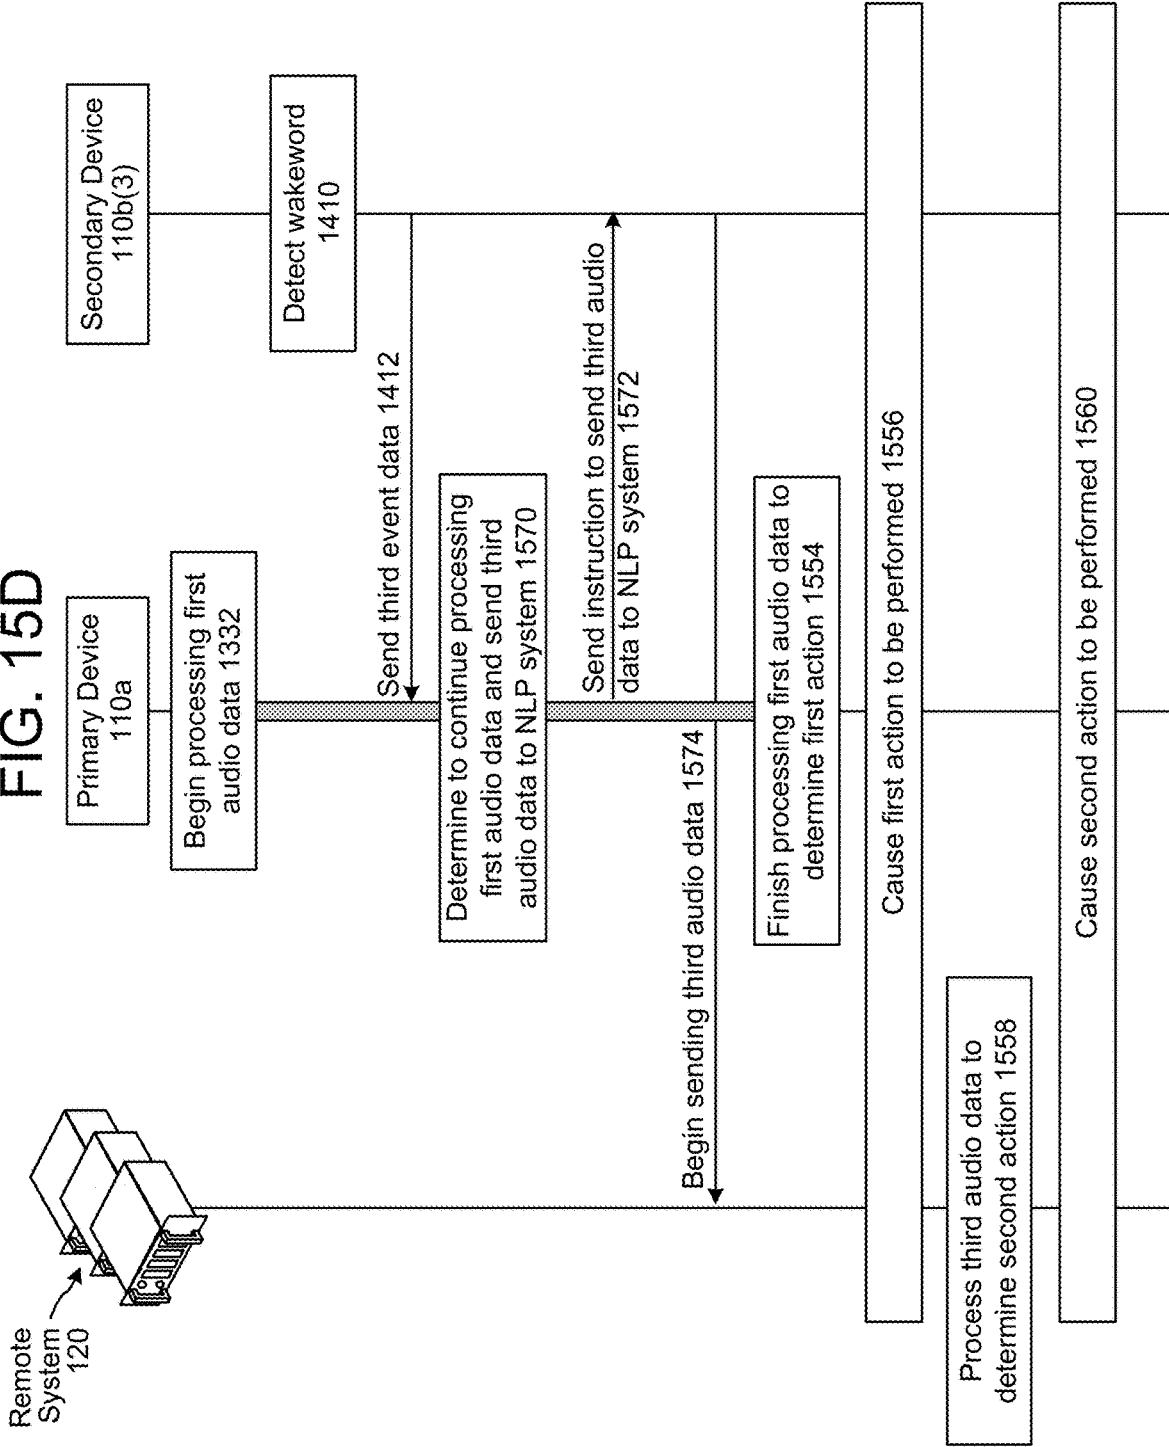 FIG. 15D
Remote
System
120
Primary Device
110a
Secondary Device
110b(3)
Begin processing first
audio data 1332
Detect wakeword
1410
Send third event data 1412
Determine to continue processing
first audio data and send third
audio data to NLP system 1570
Send instruction to send third audio
data to NLP system 1572
Begin sending third audio data 1574
Finish processing first audio data to
determine first action 1554
Cause first action to be performed 1556
Process third audio data to
determine second action 1558
Cause second action to be performed 1560